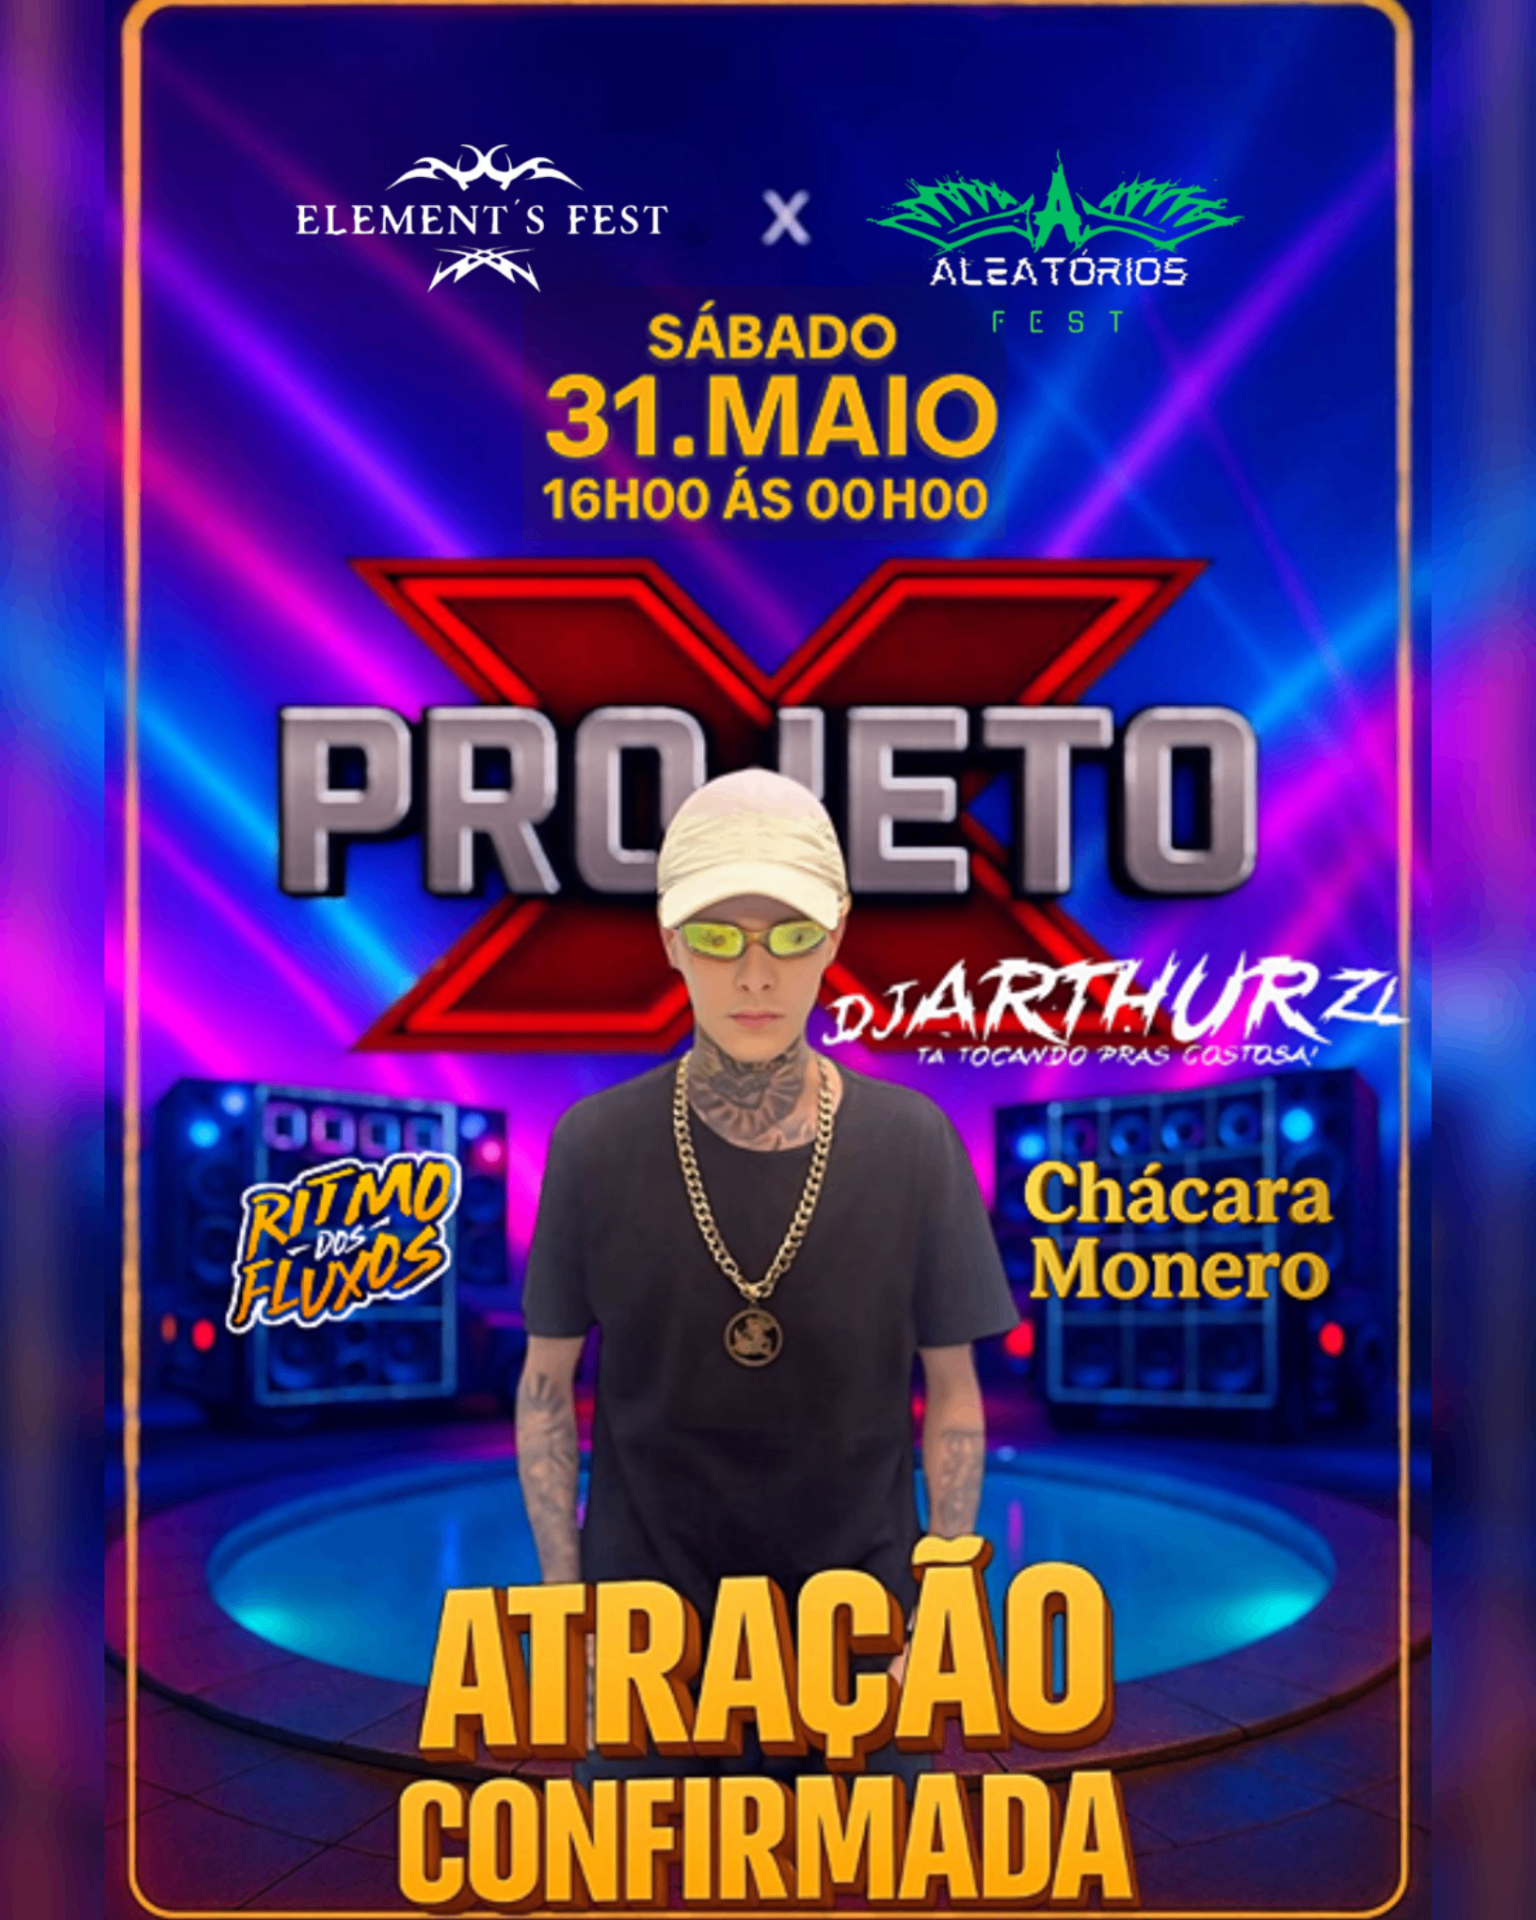 ELEMENT´S FEST
X
ALEATÓRIOS
FEST
SÁBADO
31.MAIO
16H00 ÁS 00H00
PROJETO
X
DJ ARTHUR ZL
TA TOCANDO PRAS GOSTOSA!
RITMO
- DOS -
FLUXOS
Chácara
Monero
ATRAÇÃO
CONFIRMADA